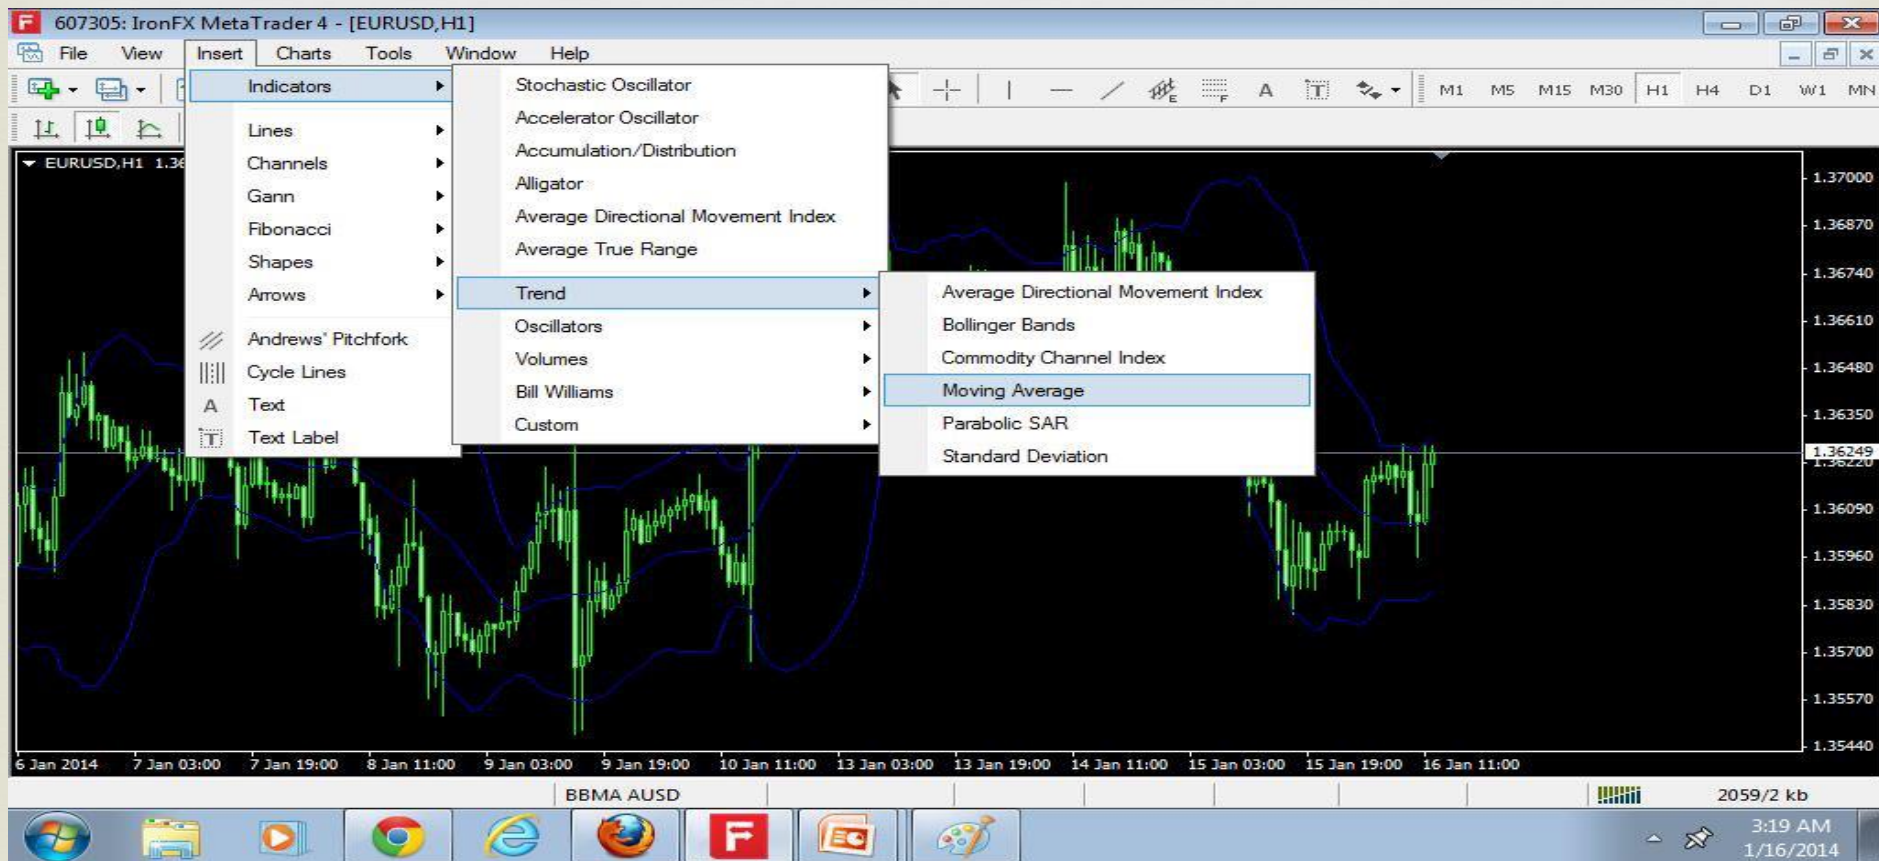 607305: IronFX MetaTrader 4 - [EURUSD,H1]
File View Insert Charts Tools Window Help
E F A T M1 M5 M15 M30 H1 H4 D1 W1 MN
EURUSD,H1 1.36
Indicators
Lines
Channels
Gann
Fibonacci
Shapes
Arrows
Andrews' Pitchfork
Cycle Lines
A Text
T Text Label
Stochastic Oscillator
Accelerator Oscillator
Accumulation/Distribution
Alligator
Average Directional Movement Index
Average True Range
Trend
Oscillators
Volumes
Bill Williams
Custom
Average Directional Movement Index
Bollinger Bands
Commodity Channel Index
Moving Average
Parabolic SAR
Standard Deviation
1.37000
1.36870
1.36740
1.36610
1.36480
1.36350
1.36249
1.36220
1.36090
1.35960
1.35830
1.35700
1.35570
1.35440
6 Jan 2014 7 Jan 03:00 7 Jan 19:00 8 Jan 11:00 9 Jan 03:00 9 Jan 19:00 10 Jan 11:00 13 Jan 03:00 13 Jan 19:00 14 Jan 11:00 15 Jan 03:00 15 Jan 19:00 16 Jan 11:00
BBMA AUSD 2059/2 kb
3:19 AM
1/16/2014